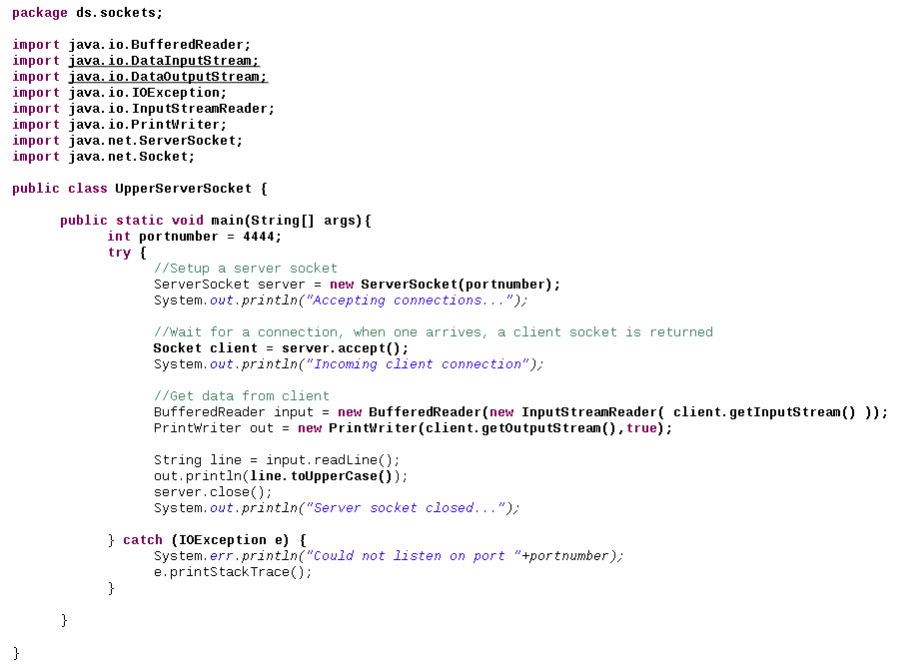 package ds.sockets;
import java.io.BufferedReader;
import java.io.DataInputStream;
import java.io.DataOutputStream;
import java.io.IOException;
import java.io.InputStreamReader;
import java.io.PrintWriter;
import java.net.ServerSocket;
import java.net.Socket;
public class UpperServerSocket {
public static void main(String[] args){
int portnumber = 4444;
try {
//Setup a server socket
ServerSocket server = new ServerSocket(portnumber);
System.out.println("Accepting connections...");
//Wait for a connection, when one arrives, a client socket is returned
Socket client = server.accept();
System.out.println("Incoming client connection");
//Get data from client
BufferedReader input = new BufferedReader(new InputStreamReader( client.getInputStream() ));
PrintWriter out = new PrintWriter(client.getOutputStream(),true);
String line = input.readLine();
out.println(line.toUpperCase());
server.close();
System.out.println("Server socket closed...");
} catch (IOException e) {
System.err.println("Could not listen on port "+portnumber);
e.printStackTrace();
}
}
}